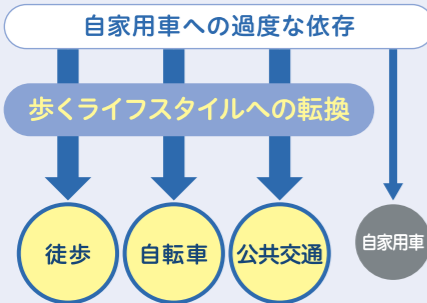 自家用車への過度な依存
歩くライフスタイルへの転換
徒歩
自転車
公共交通
自家用車